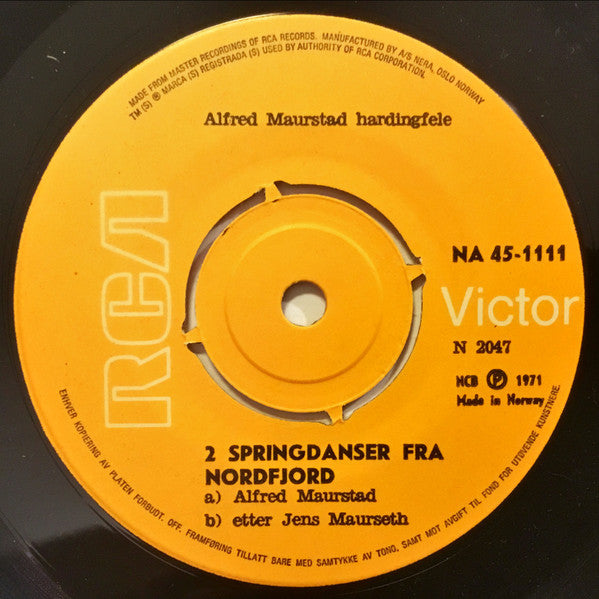 MADE FROM MASTER RECORDINGS OF RCA RECORDS. MANUFACTURED BY A/S NERA, OSLO NORWAY
TM (S) ® MARCA (S) REGISTRADA (S) USED BY AUTHORITY OF RCA CORPORATION.
Alfred Maurstad hardingfele
RCA
NA 45-1111
Victor
N 2047
NCB Ⓟ 1971
Made in Norway
2 SPRINGDANSER FRA
NORDFJORD
a) Alfred Maurstad
b) etter Jens Maurseth
ENHVER KOPIERING AV PLATEN FORBUDT. OFF. FRAMFØRING TILLATT BARE MED SAMTYKKE AV TONO, SAMT MOT AVGIFT TIL FOND FOR UTØVENDE KUNSTNERE.